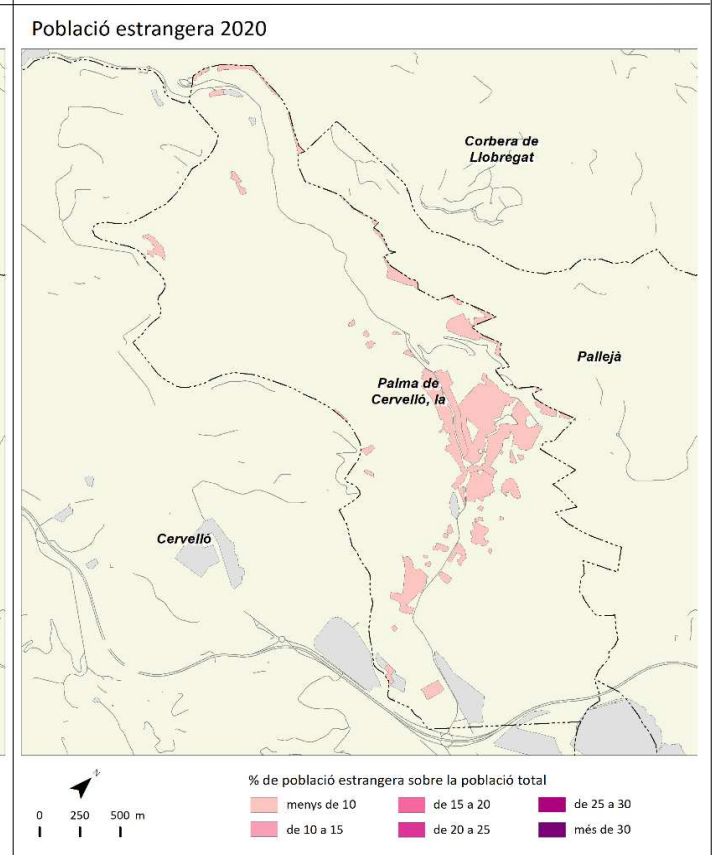 Població estrangera 2020
Corbera de
Llobregat
Pallejà
Palma de
Cervelló, la
Cervelló
N
0 250 500 m
% de població estrangera sobre la població total
menys de 10
de 15 a 20
de 25 a 30
de 10 a 15
de 20 a 25
més de 30